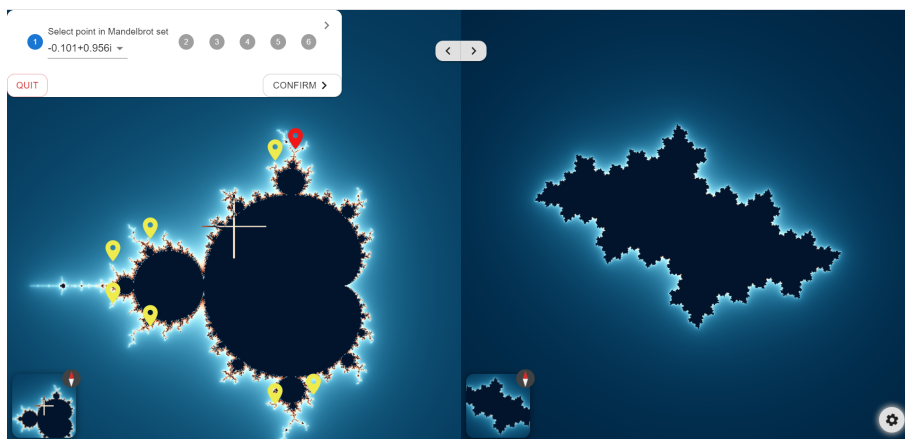 Select point in Mandelbrot set
1
-0.101+0.956i
2 3 4 5 6
QUIT
CONFIRM